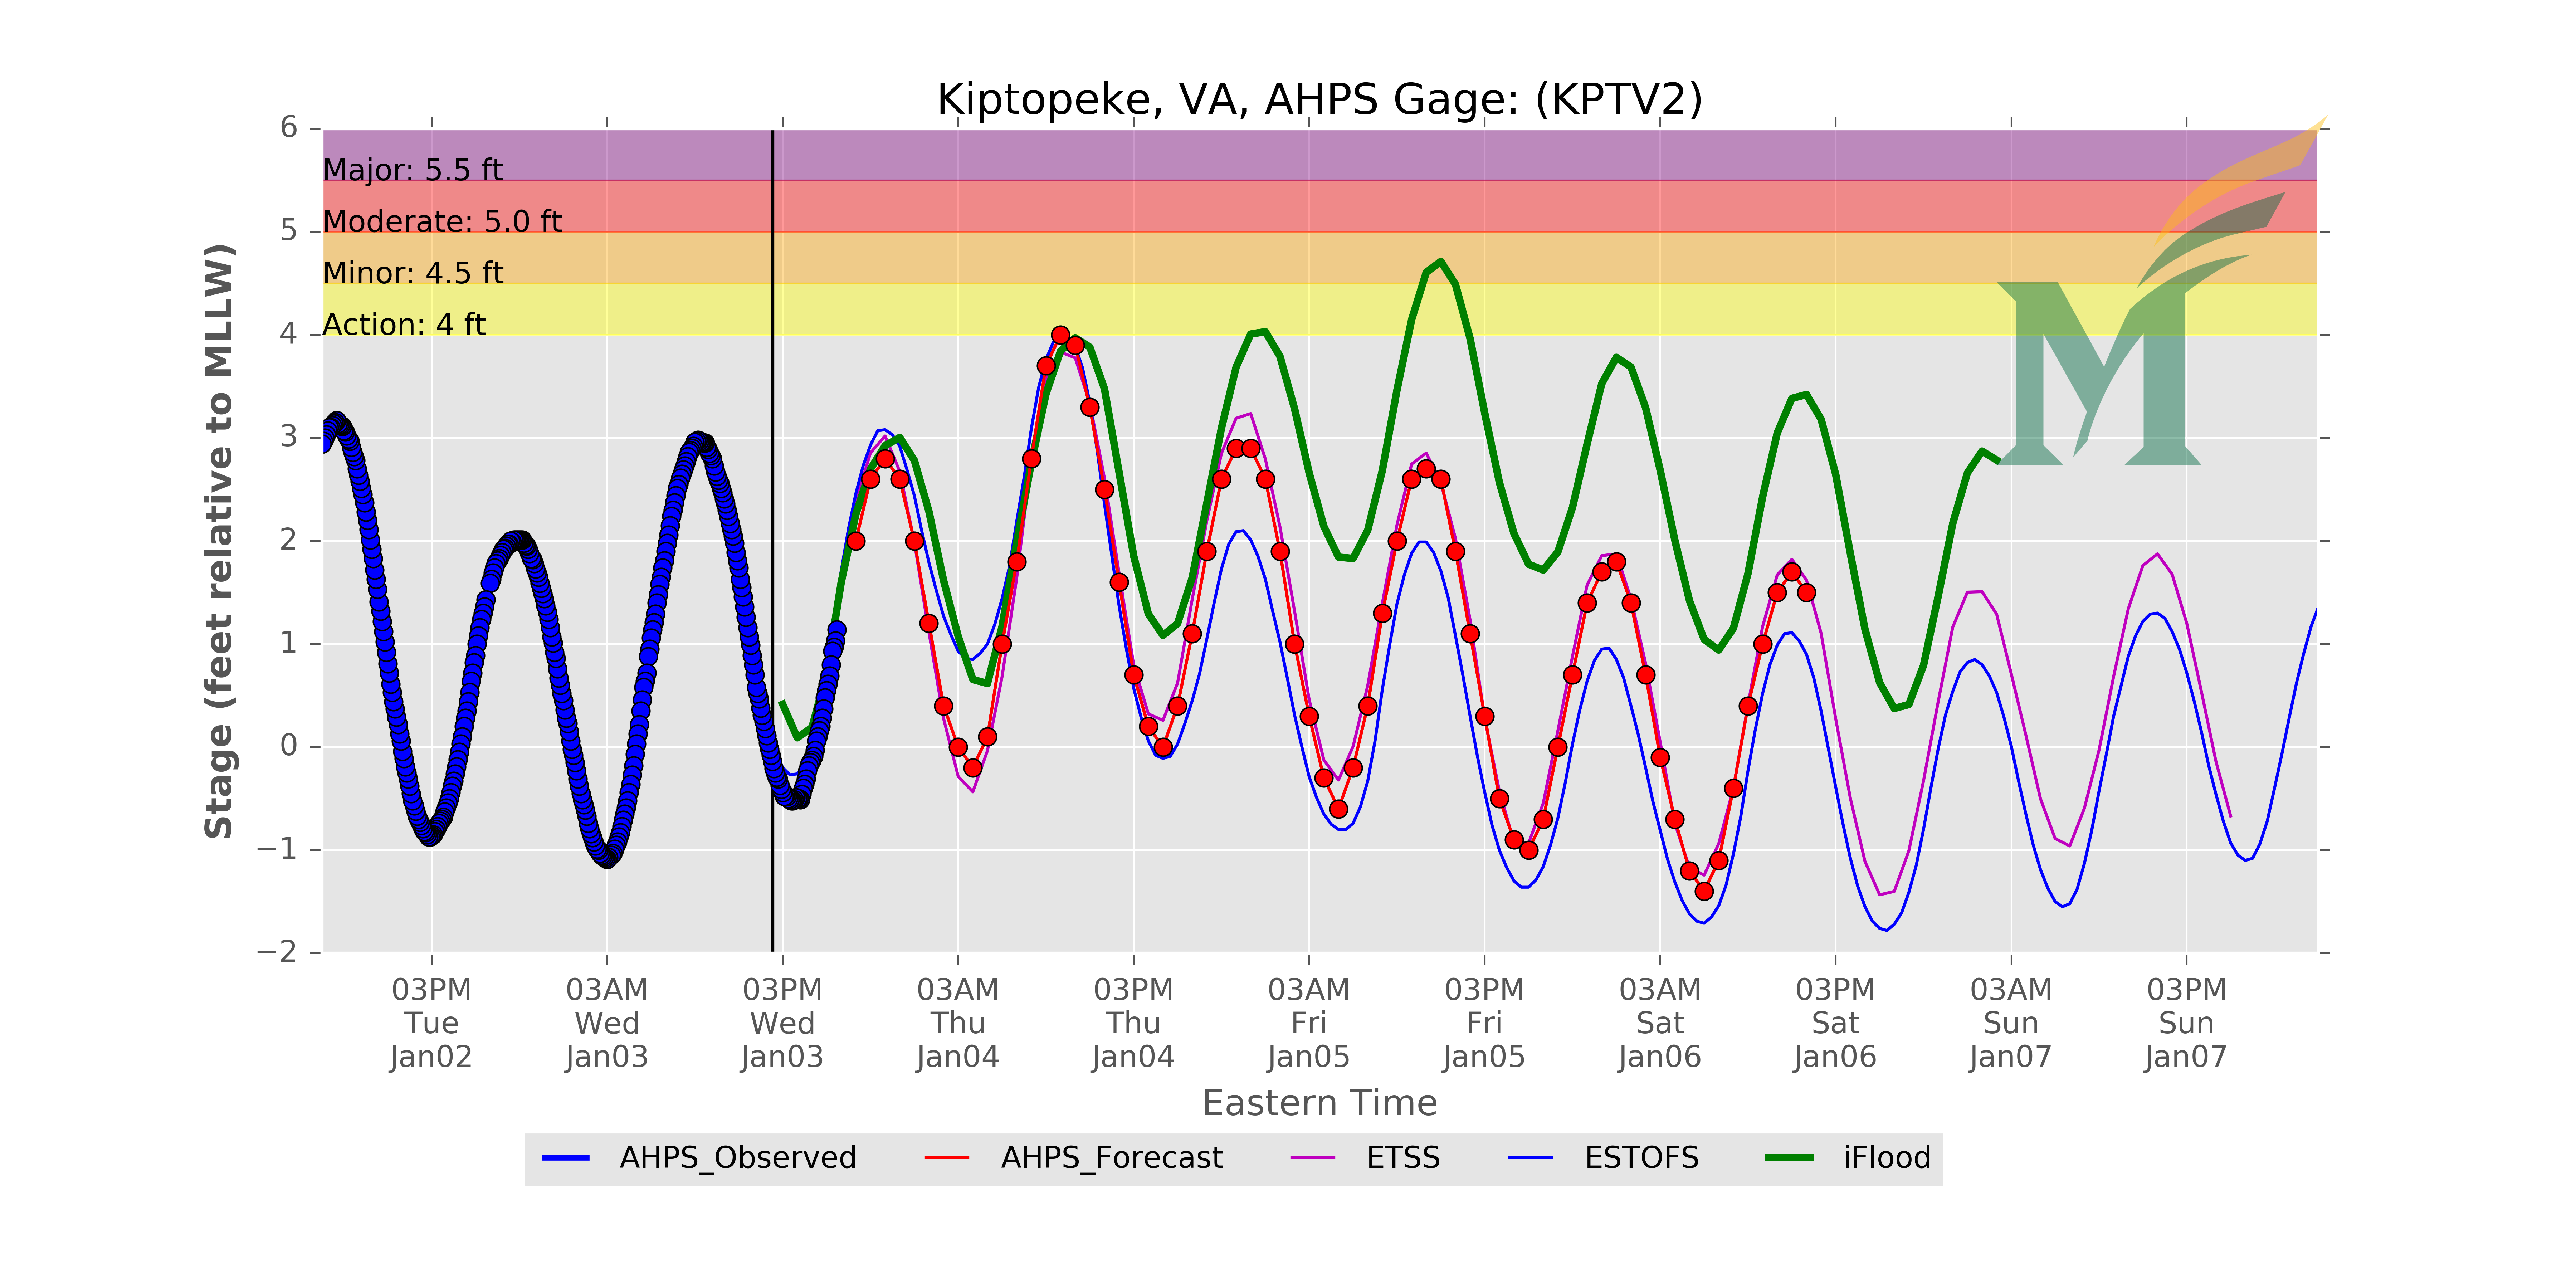 Kiptopeke, VA, AHPS Gage: (KPTV2)
Stage (feet relative to MLLW)
6
5
4
3
2
1
0
−1
−2
Major: 5.5 ft
Moderate: 5.0 ft
Minor: 4.5 ft
Action: 4 ft
M
03PM 03AM 03PM 03AM 03PM 03AM 03PM 03AM 03PM 03AM 03PM
Tue Wed Wed Thu Thu Fri Fri Sat Sat Sun Sun
Jan02 Jan03 Jan03 Jan04 Jan04 Jan05 Jan05 Jan06 Jan06 Jan07 Jan07
Eastern Time
AHPS_Observed AHPS_Forecast ETSS ESTOFS iFlood